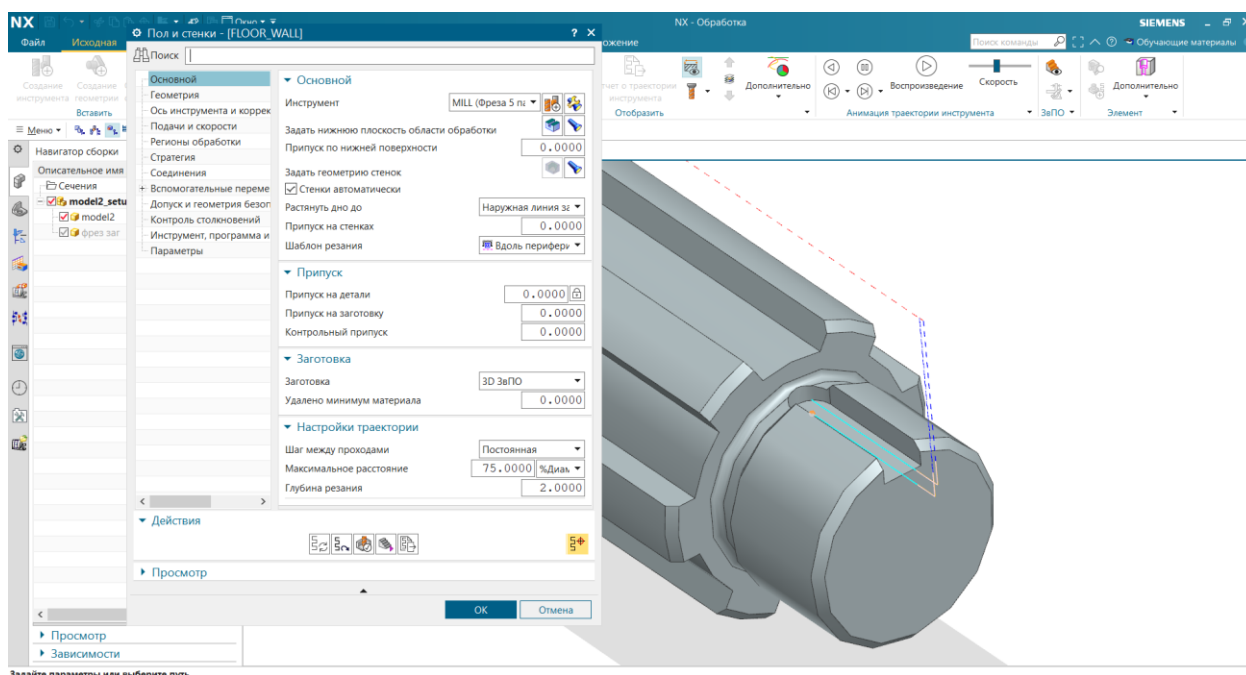 NX
Окно
NX - Обработка
SIEMENS
Файл
Исходная
Пол и стенки - [FLOOR_WALL]
? X
ожение
Поиск команды
Обучающие материалы
Поиск
Создание
Создание
инструмента
геометрии
Вставить
Дополнительно
Воспроизведение
Скорость
Дополнительно
чет о траектории
инструмента
Отобразить
Анимация траектории инструмента
ЗвПО
Элемент
Меню
Навигатор сборки
Описательное имя
Сечения
model2_setu
model2
фрез заг
Основной
Геометрия
Ось инструмента и коррек
Подачи и скорости
Регионы обработки
Стратегия
Соединения
Вспомогательные переме
Допуск и геометрия безоп
Контроль столкновений
Инструмент, программа и
Параметры
Основной
Инструмент MILL (Фреза 5 па
Задать нижнюю плоскость области обработки
Припуск по нижней поверхности 0.0000
Задать геометрию стенок
Стенки автоматически
Растянуть дно до Наружная линия за
Припуск на стенках 0.0000
Шаблон резания Вдоль перифери
Припуск
Припуск на детали 0.0000
Припуск на заготовку 0.0000
Контрольный припуск 0.0000
Заготовка
Заготовка 3D ЗвПО
Удалено минимум материала 0.0000
Настройки траектории
Шаг между проходами Постоянная
Максимальное расстояние 75.0000 %Диам
Глубина резания 2.0000
Действия
Просмотр
OK Отмена
Просмотр
Зависимости
Задайте параметры или выберите путь